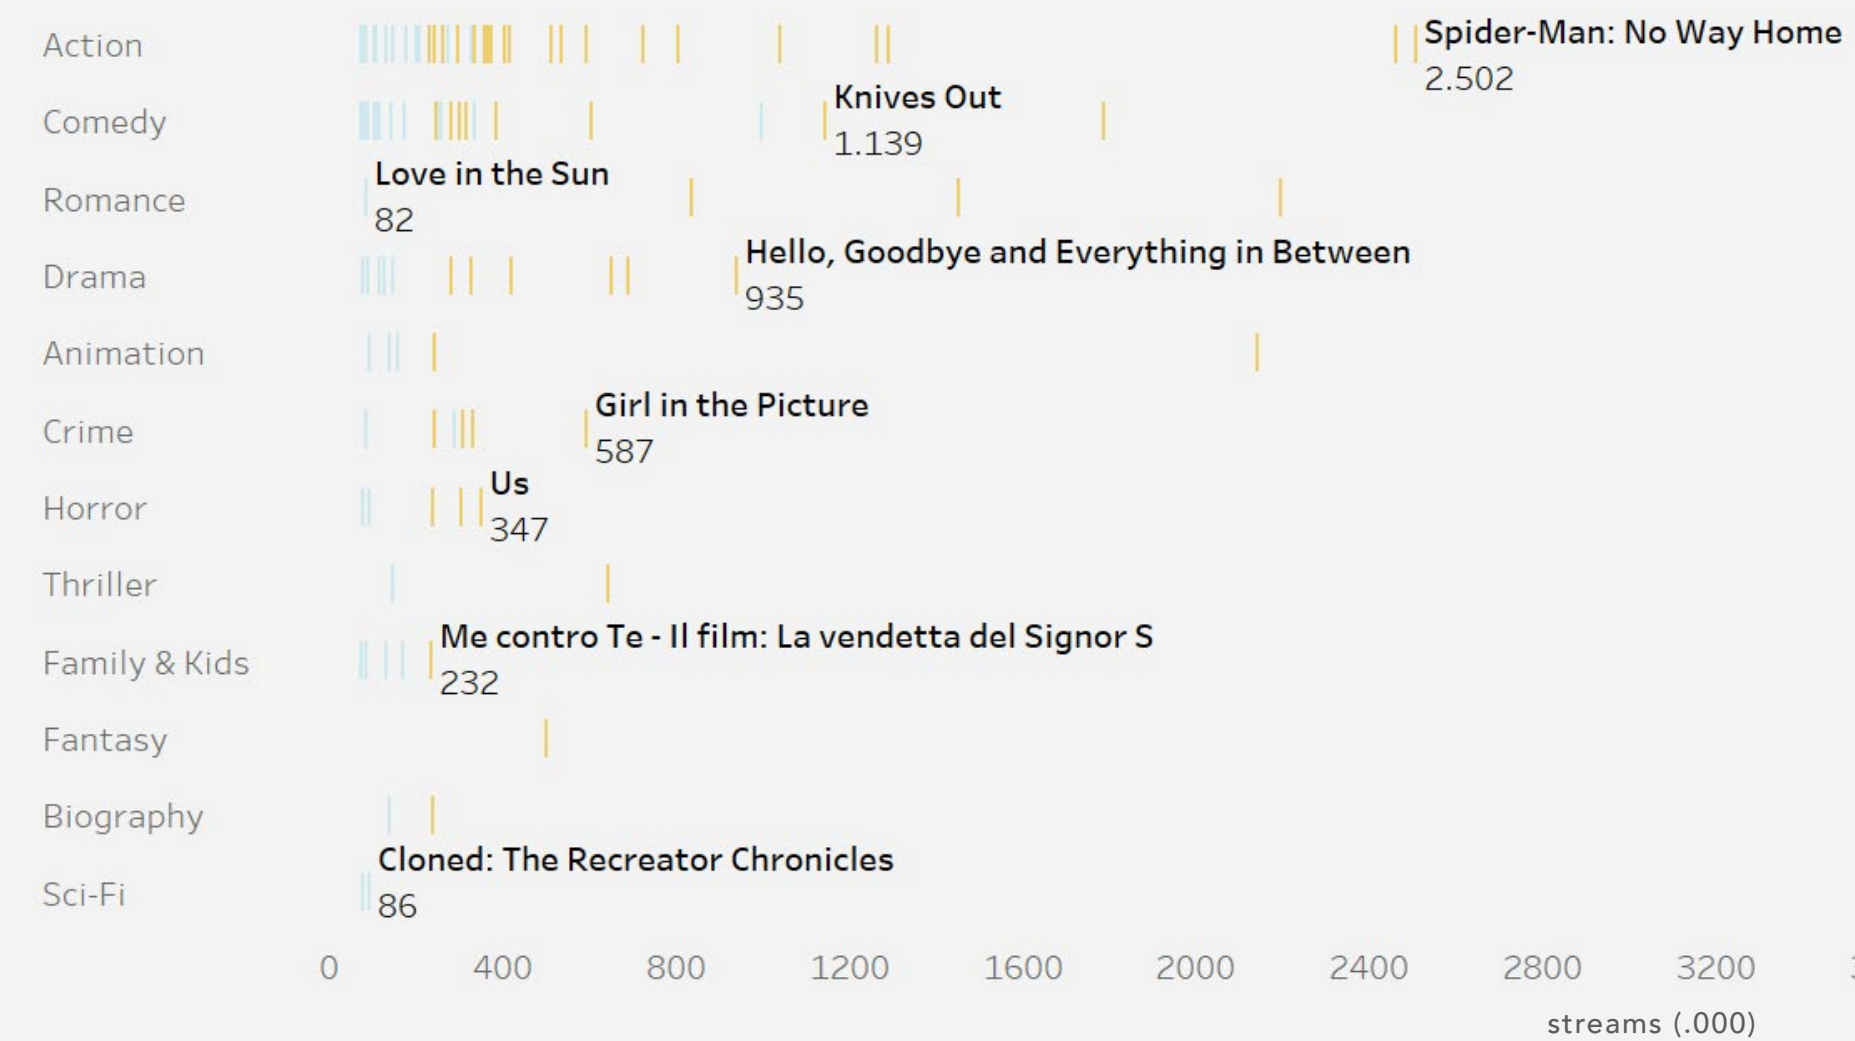 Action
Spider-Man: No Way Home
2.502
Comedy
Knives Out
1.139
Romance
Love in the Sun
82
Drama
Hello, Goodbye and Everything in Between
935
Animation
Crime
Girl in the Picture
587
Horror
Us
347
Thriller
Family & Kids
Me contro Te - Il film: La vendetta del Signor S
232
Fantasy
Biography
Sci-Fi
Cloned: The Recreator Chronicles
86
0 400 800 1200 1600 2000 2400 2800 3200
streams (.000)